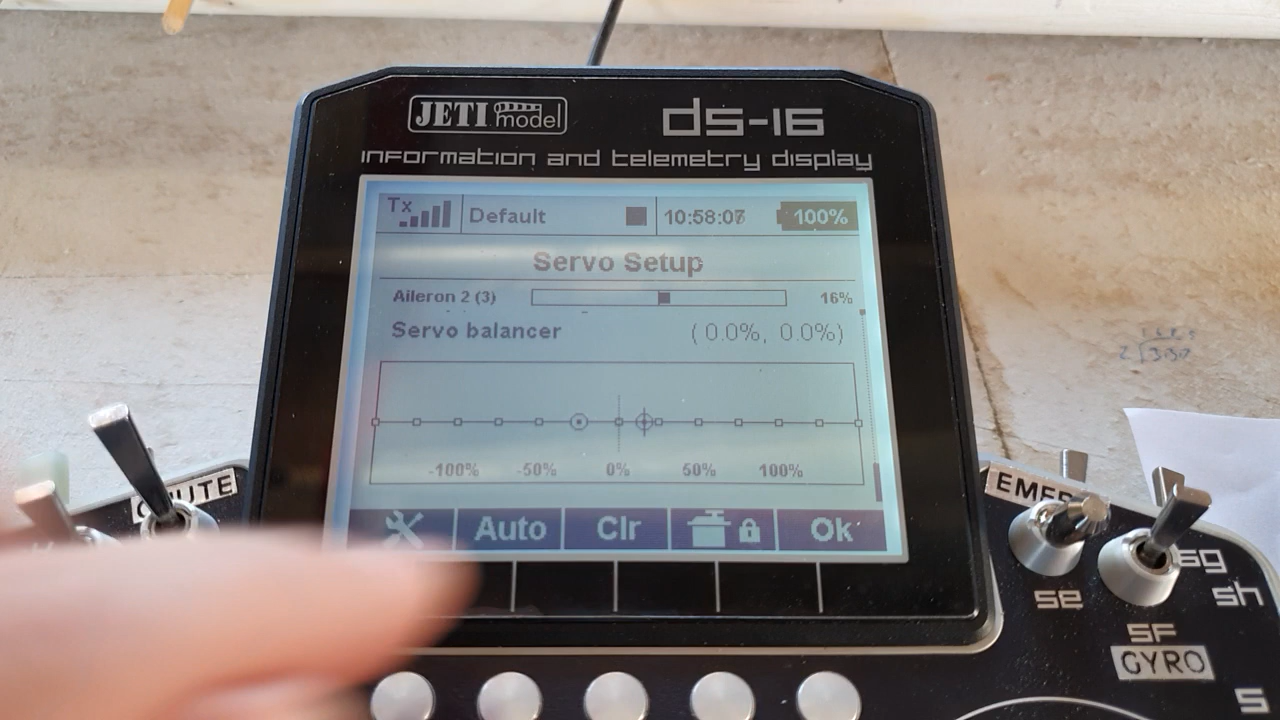 JETI model
DS-16
information and telemetry display
Tx Default 10:58:07 100%
Servo Setup
Aileron 2 (3) 16%
Servo balancer ( 0.0%, 0.0%)
-100% -50% 0% 50% 100%
Auto Clr Ok
EMER
sg
sh
se
SF
GYRO
S